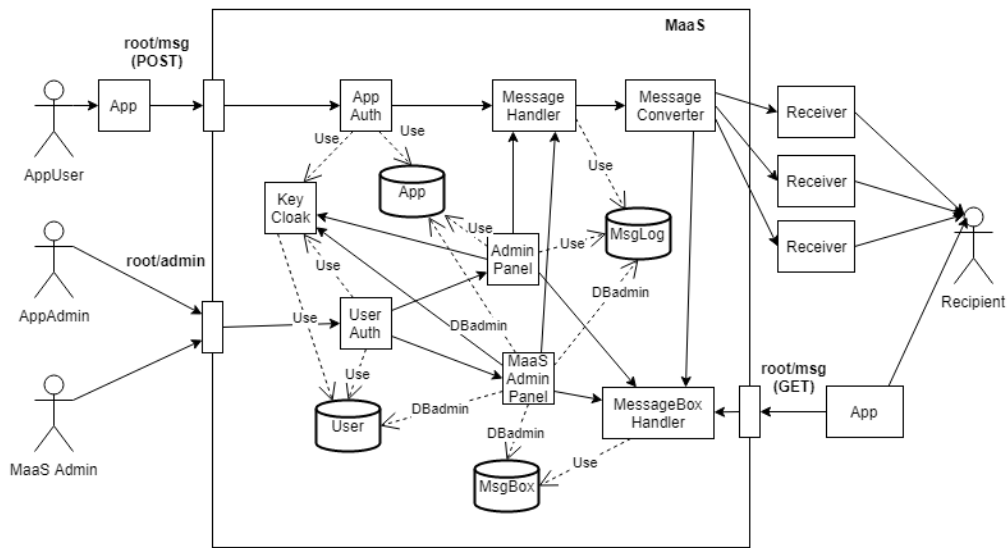 MaaS
root/msg
(POST)
App
Auth
Message
Handler
Message
Converter
Receiver
App
AppUser
Use
Use
Use
App
Receiver
Key
Cloak
MsgLog
Receiver
Use
Admin
Panel
Use
root/admin
Use
AppAdmin
Recipient
DBadmin
User
Auth
Use
DBadmin
MaaS
Admin
Panel
Use
root/msg
(GET)
MaaS Admin
User
DBadmin
MessageBox
Handler
App
DBadmin
Use
MsgBox